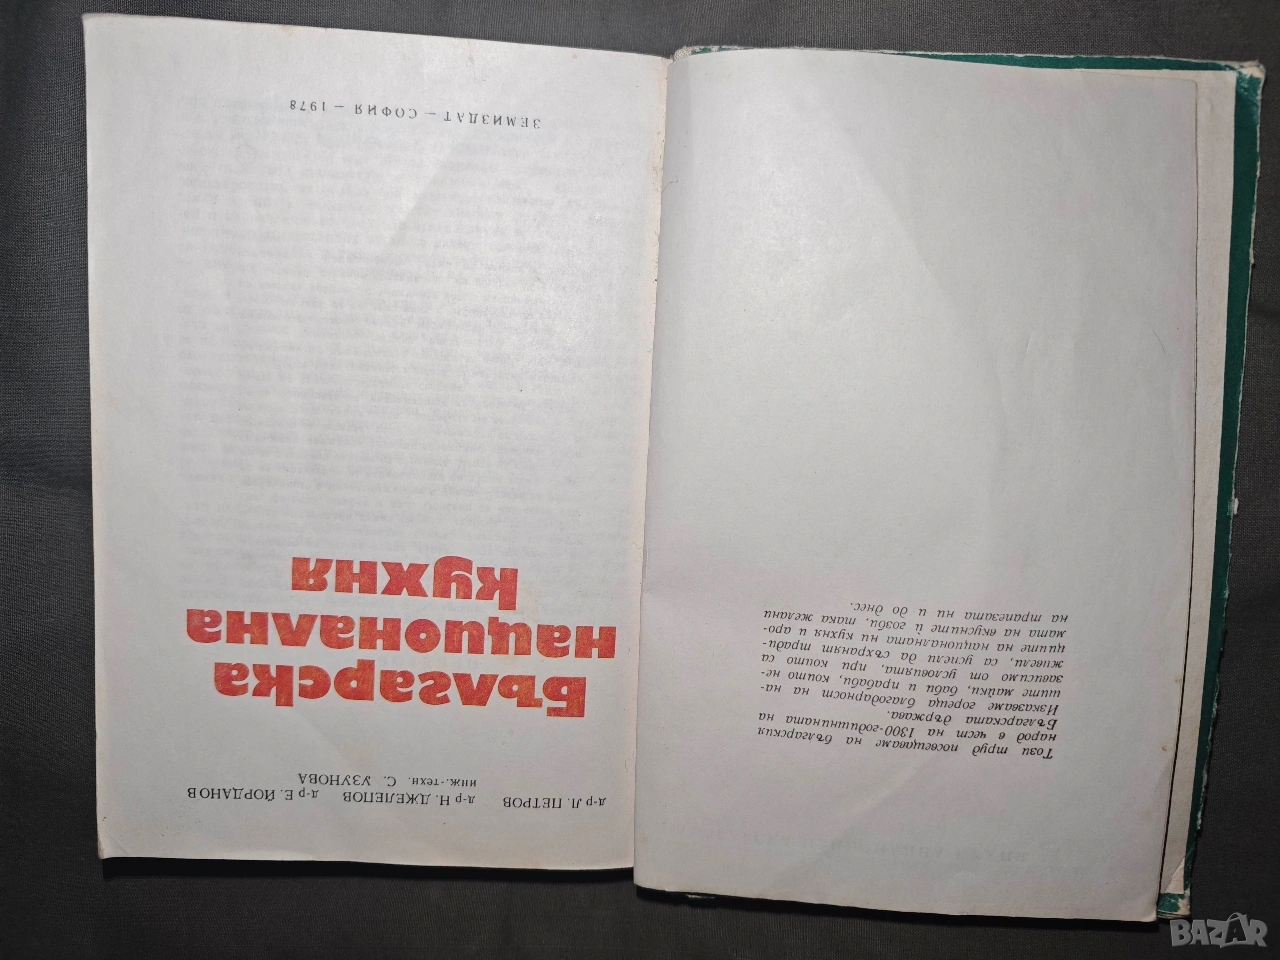 д-р Л. ПЕТРОВ д-р Н. ДЖЕЛЕПОВ д-р Е. ЙОРДАНОВ
инж.-техн. С. УЗУНОВА
Българска
национална
кухня
ЗЕМИЗДАТ — СОФИЯ — 1978
Този труд посвещаваме на българския
народ в чест на 1300-годишнината на
Българската държава.
Изказваме гореща благодарност на на-
шите майки, баби и прабаби, които не-
зависимо от условията, при които са
живели, са успели да съхранят тради-
циите на националната ни кухня и аро-
мата на вкусните ѝ гозби, така желани
на трапезата ни и до днес.
BAZAR